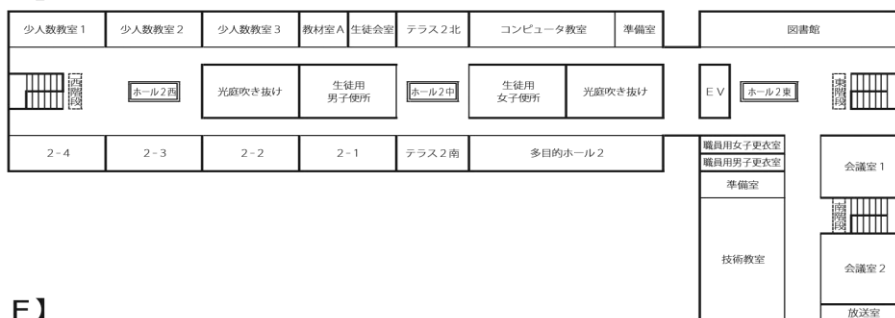 少人数教室1 少人数教室2 少人数教室3 教材室A 生徒会室 テラス2北 コンピュータ教室 準備室 図書館
西階段 ホール2西 光庭吹き抜け 生徒用男子便所 ホール2中 生徒用女子便所 光庭吹き抜け EV ホール2東 東階段
2-4 2-3 2-2 2-1 テラス2南 多目的ホール2 職員用女子更衣室
職員用男子更衣室 会議室1
準備室
南階段
技術教室 会議室2
F】
放送室